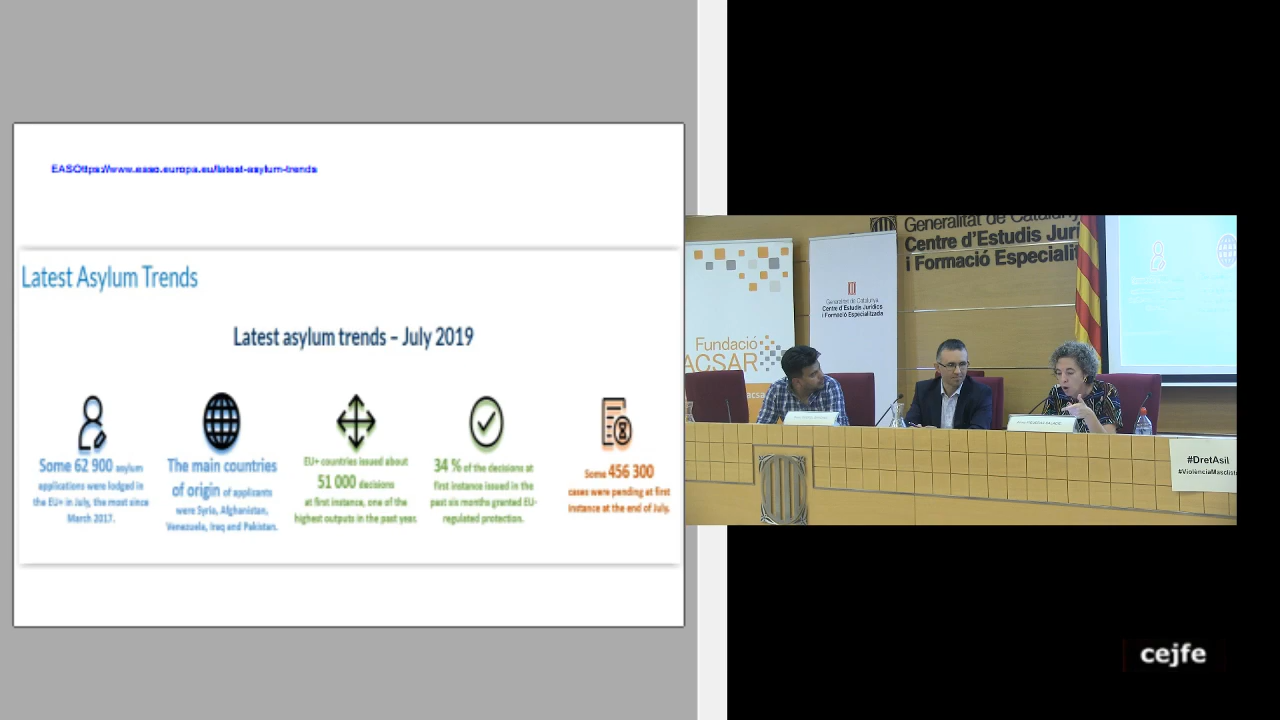 EASOttps://www.easo.europa.eu/latest-asylum-trends
Latest Asylum Trends
Latest asylum trends – July 2019
Some 62 900 asylum
applications were lodged in
the EU+ in July, the most since
March 2017.
The main countries
of origin of applicants
were Syria, Afghanistan,
Venezuela, Iraq and Pakistan.
EU+ countries issued about
51 000 decisions
at first instance, one of the
highest outputs in the past year.
34 % of the decisions at
first instance issued in the
past six months granted EU-
regulated protection.
Some 456 300
cases were pending at first
instance at the end of July.
Generalitat de Catalunya
Centre d'Estudis Jurí
i Formació Especialit
Generalitat de Catalunya
Centre d'Estudis Jurídics
i Formació Especialitzada
Fundació
ACSAR
acsa
#DretAsil
#ViolènciaMasclis
cejfe